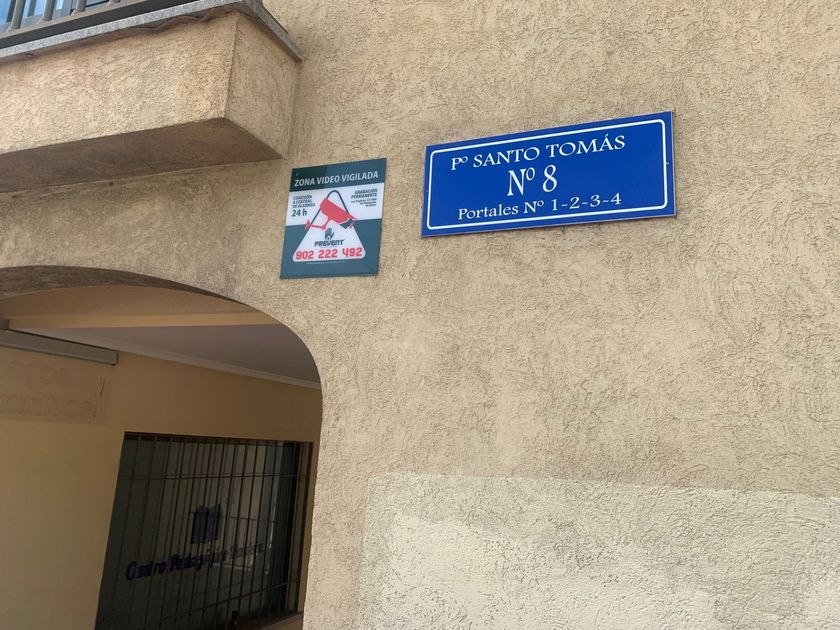 ZONA VIDEO VIGILADA
CONEXIÓN
A CENTRAL
DE ALARMAS
24 h
GRABACIÓN
PERMANENTE
PREVENT
902 222 492
Pº SANTO TOMÁS
Nº 8
Portales Nº 1-2-3-4
Centro